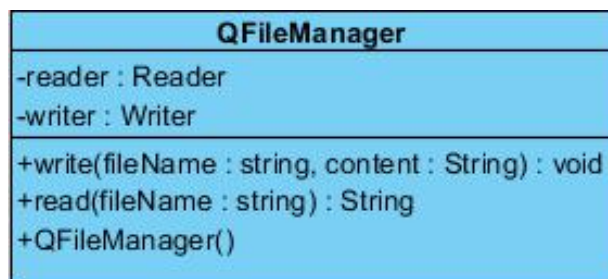 QFileManager
-reader : Reader
-writer : Writer
+write(fileName : string, content : String) : void
+read(fileName : string) : String
+QFileManager()